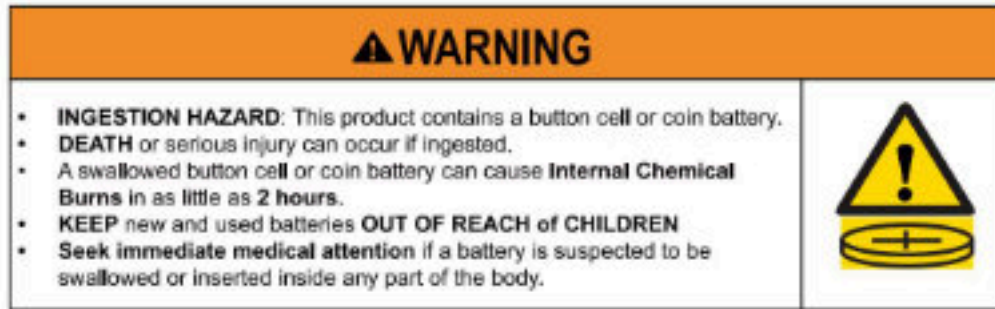 ⚠WARNING
• INGESTION HAZARD: This product contains a button cell or coin battery.
• DEATH or serious injury can occur if ingested.
• A swallowed button cell or coin battery can cause Internal Chemical
Burns in as little as 2 hours.
• KEEP new and used batteries OUT OF REACH of CHILDREN
• Seek immediate medical attention if a battery is suspected to be
swallowed or inserted inside any part of the body.